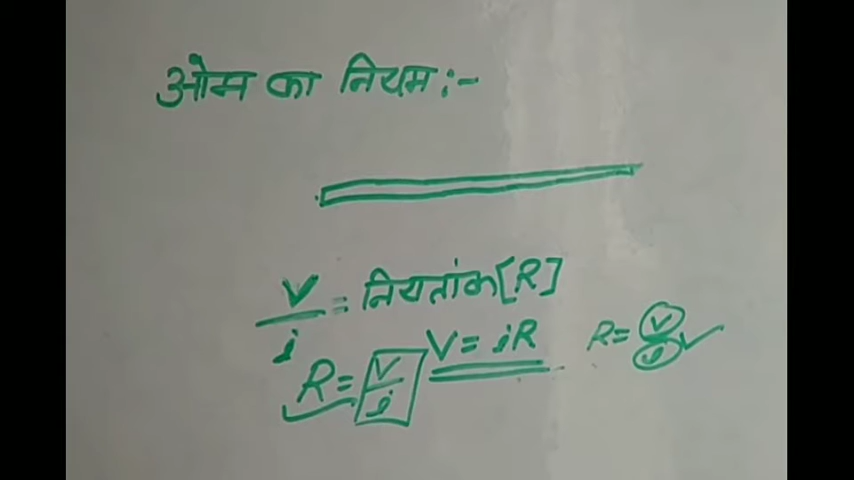 ओम का नियम :-
V/i = नियतांक [R]
V = iR R = V/i ✓
R = V/i